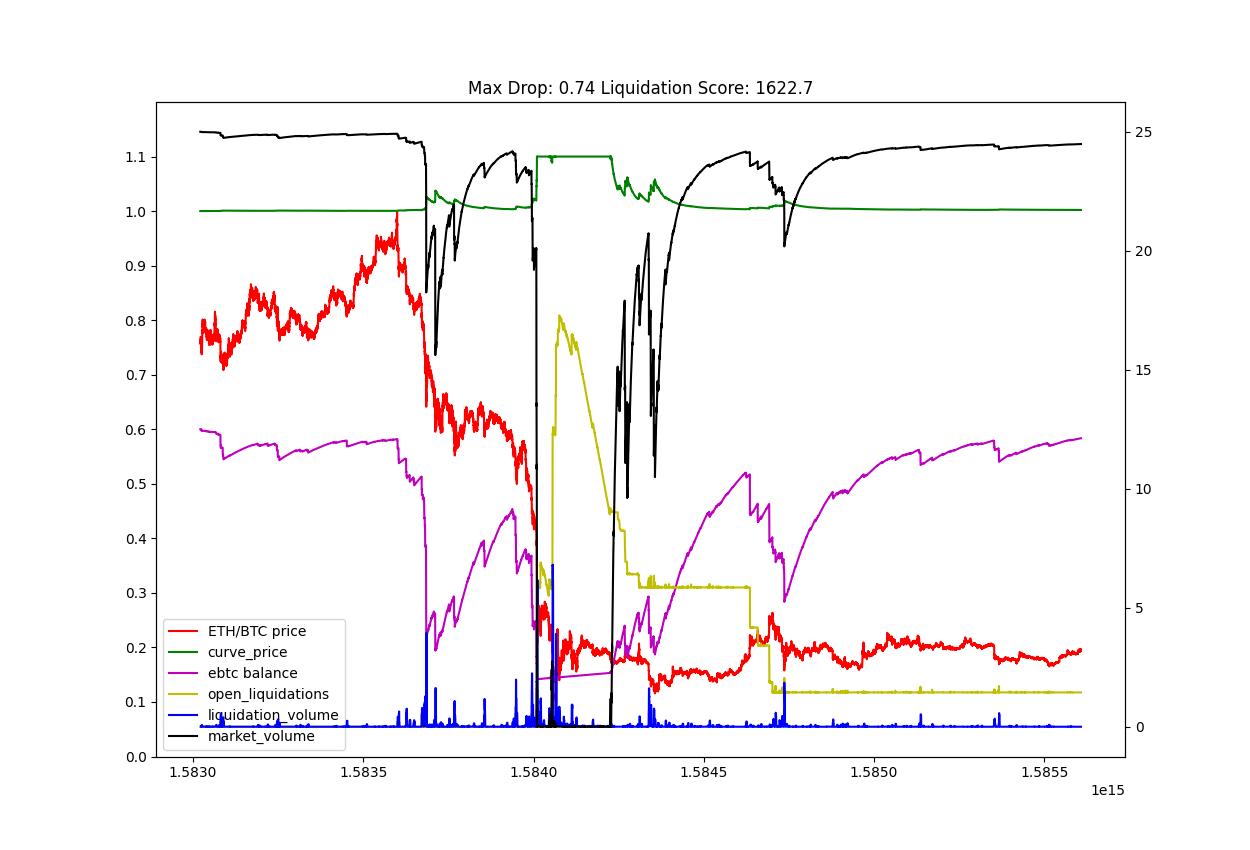 Max Drop: 0.74 Liquidation Score: 1622.7
1.1
1.0
0.9
0.8
0.7
0.6
0.5
0.4
0.3
0.2
0.1
0.0
25
20
15
10
5
0
ETH/BTC price
curve_price
ebtc balance
open_liquidations
liquidation_volume
market_volume
1.5830 1.5835 1.5840 1.5845 1.5850 1.5855
1e15